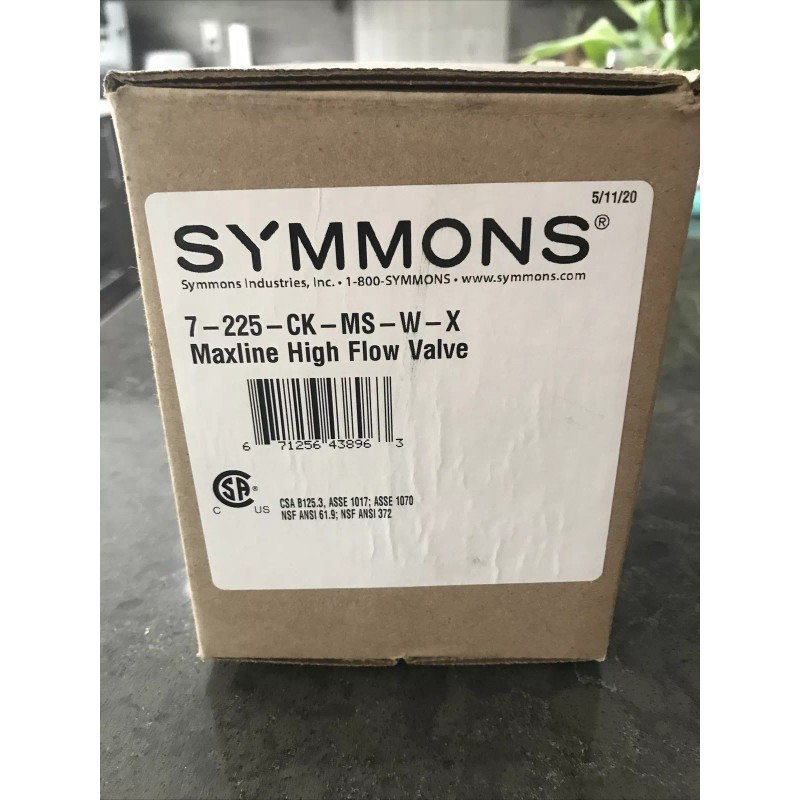 5/11/20
SYMMONS®
Symmons Industries, Inc. • 1-800-SYMMONS • www.symmons.com
7-225-CK-MS-W-X
Maxline High Flow Valve
6 71256 43896 3
CSA®
C US
CSA B125.3, ASSE 1017; ASSE 1070
NSF ANSI 61.9; NSF ANSI 372